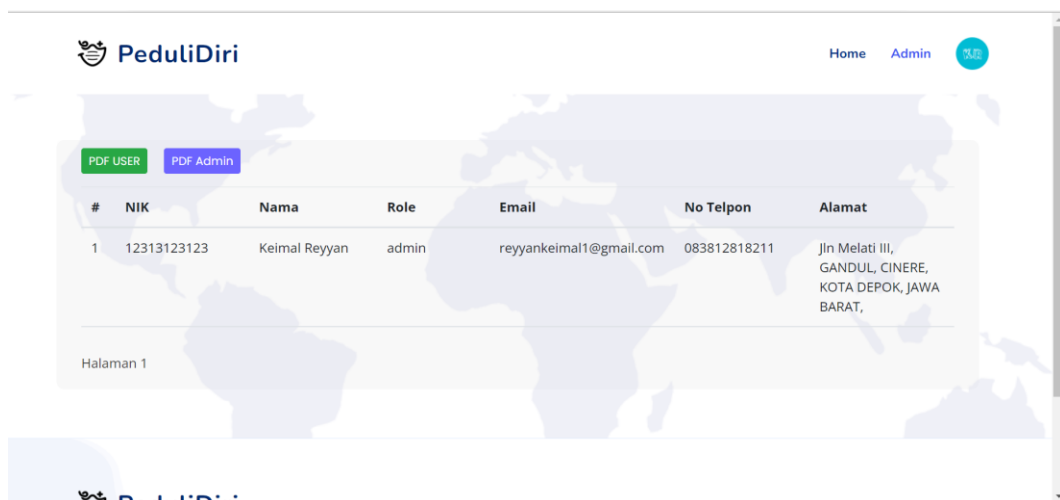 PeduliDiri
Home Admin
PDF USER PDF Admin
# NIK Nama Role Email No Telpon Alamat
1 12313123123 Keimal Reyyan admin reyyankeimal1@gmail.com 083812818211 Jln Melati III,
GANDUL, CINERE,
KOTA DEPOK, JAWA
BARAT,
Halaman 1
PeduliDiri